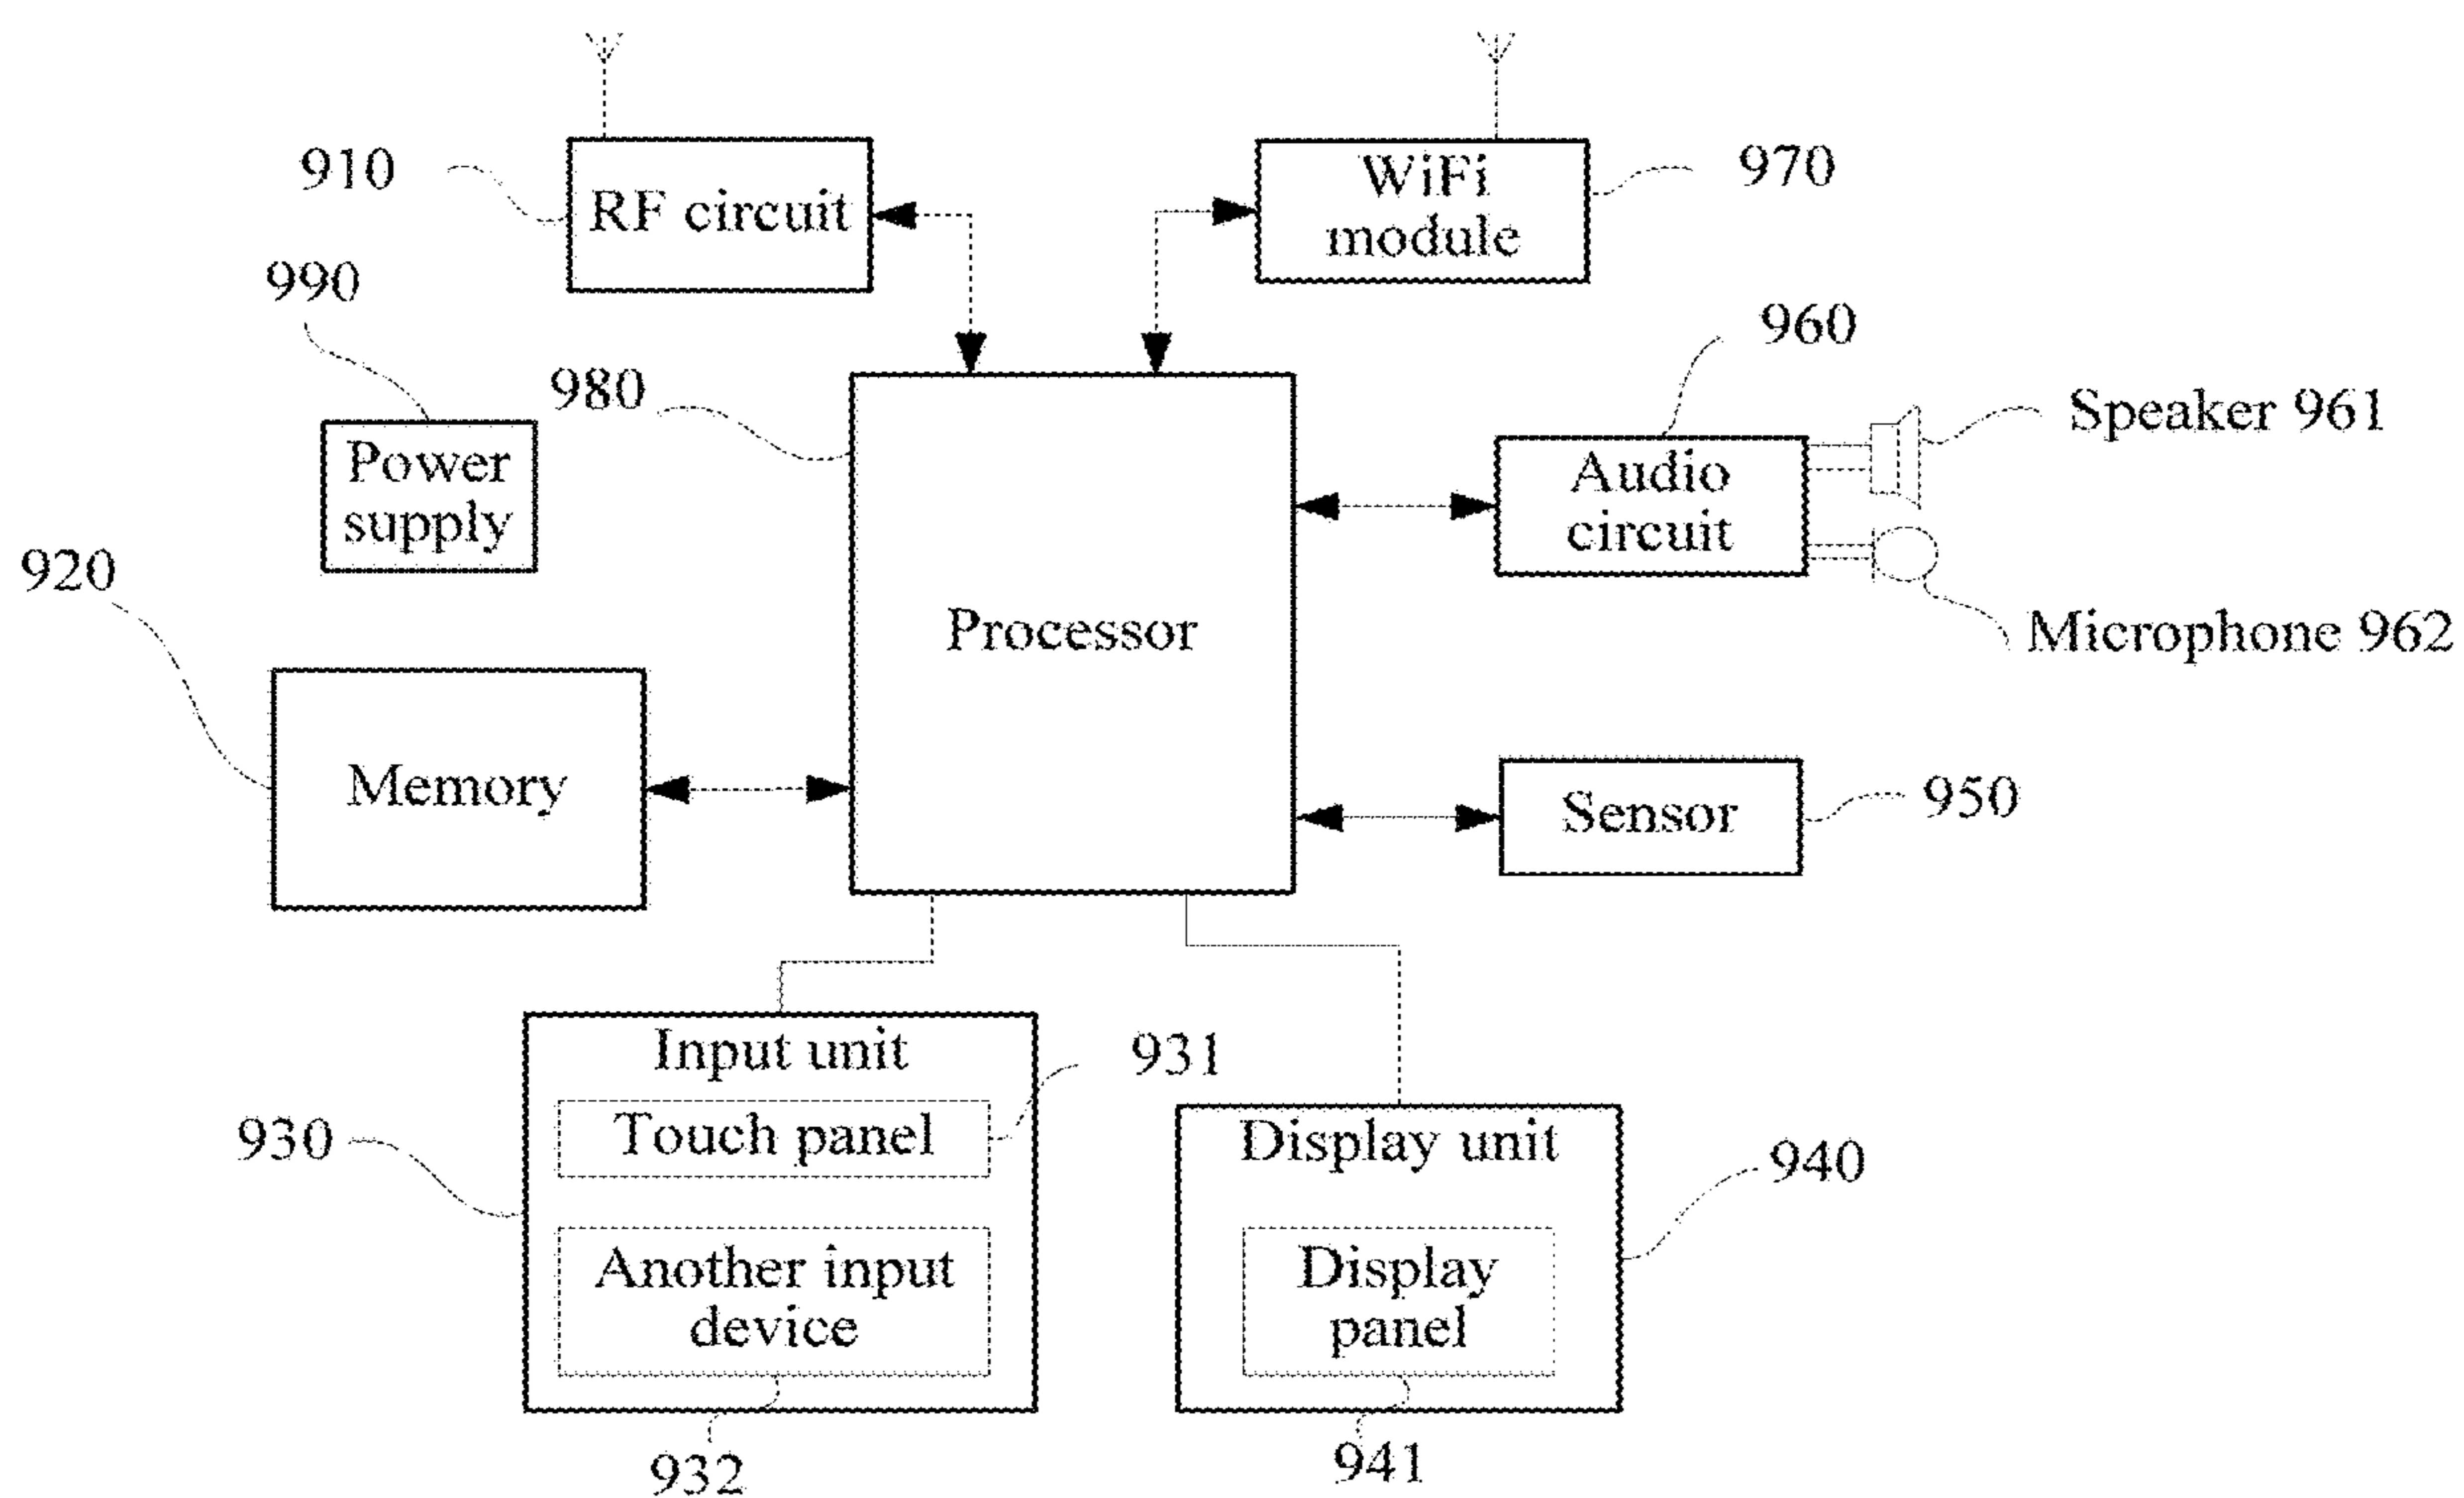 910
RF circuit
WiFi
module
970
990
980
960
Speaker 961
Power
supply
Audio
circuit
920
Processor
Microphone 962
Memory
Sensor
950
Input unit
931
Touch panel
930
Display unit
940
Another input
device
Display
panel
932
941